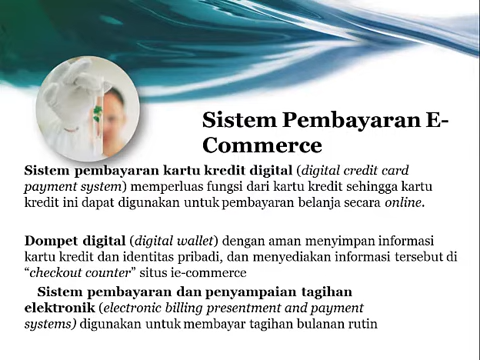 Sistem Pembayaran E-
Commerce
Sistem pembayaran kartu kredit digital (digital credit card
payment system) memperluas fungsi dari kartu kredit sehingga kartu
kredit ini dapat digunakan untuk pembayaran belanja secara online.
Dompet digital (digital wallet) dengan aman menyimpan informasi
kartu kredit dan identitas pribadi, dan menyediakan informasi tersebut di
“checkout counter” situs ie-commerce
Sistem pembayaran dan penyampaian tagihan
elektronik (electronic billing presentment and payment
systems) digunakan untuk membayar tagihan bulanan rutin